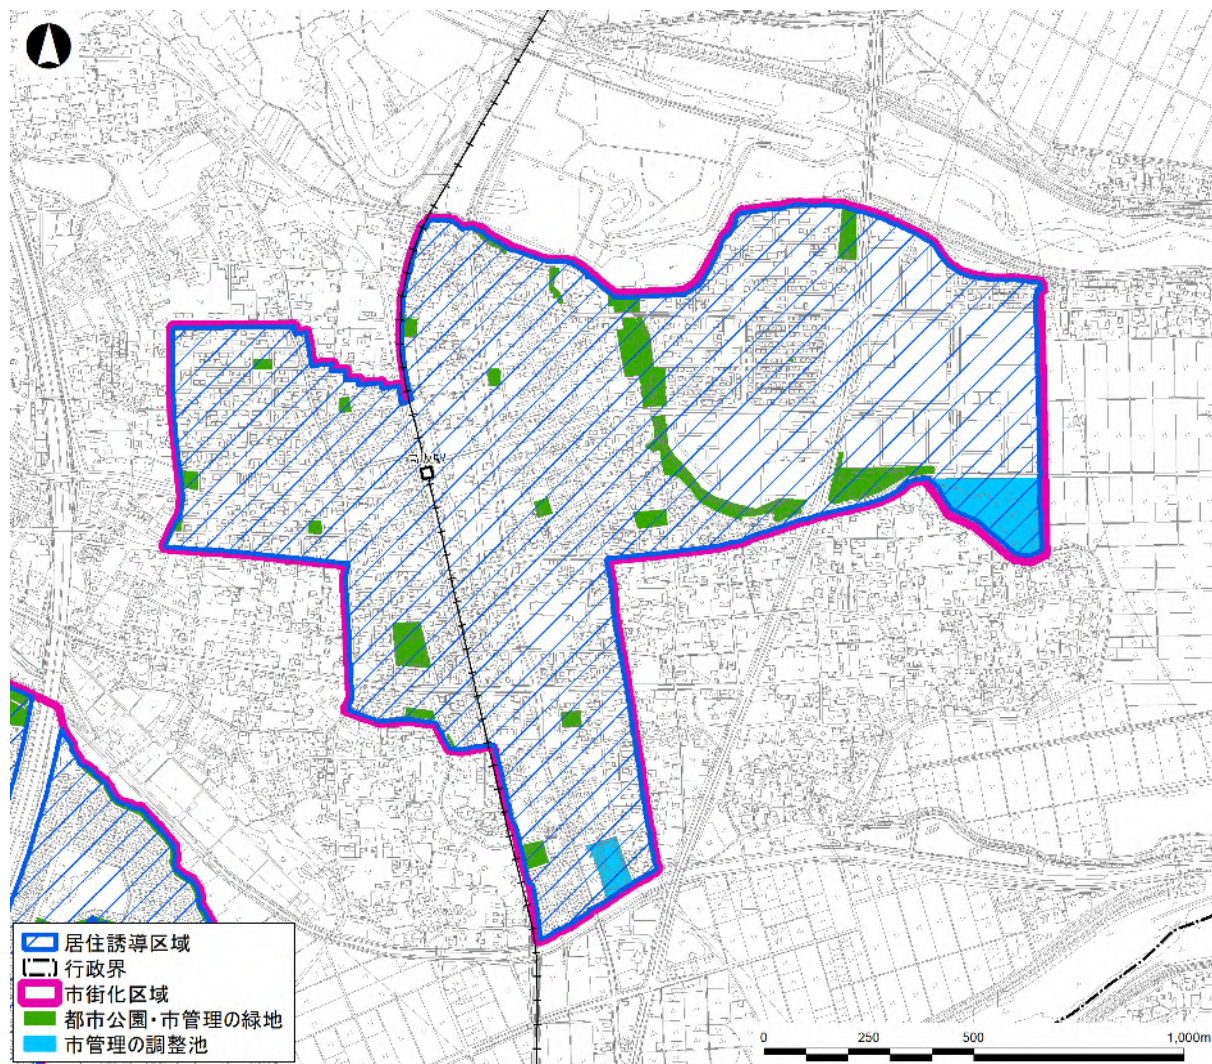 居住誘導区域
行政界
市街化区域
都市公園・市管理の緑地
市管理の調整池
0 250 500 1,000m